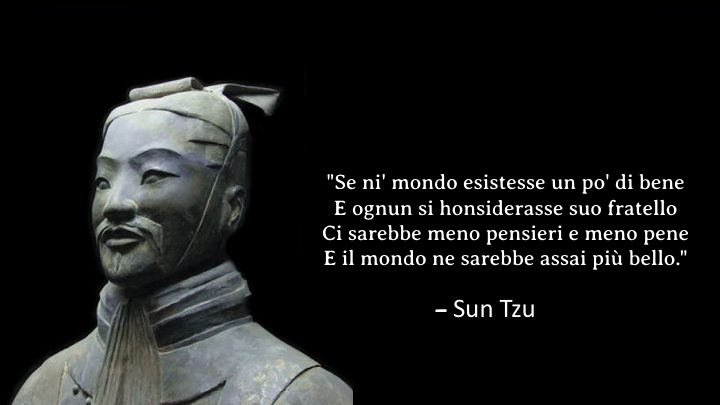 "Se ni' mondo esistesse un po' di bene
E ognun si honsiderasse suo fratello
Ci sarebbe meno pensieri e meno pene
E il mondo ne sarebbe assai più bello."
– Sun Tzu